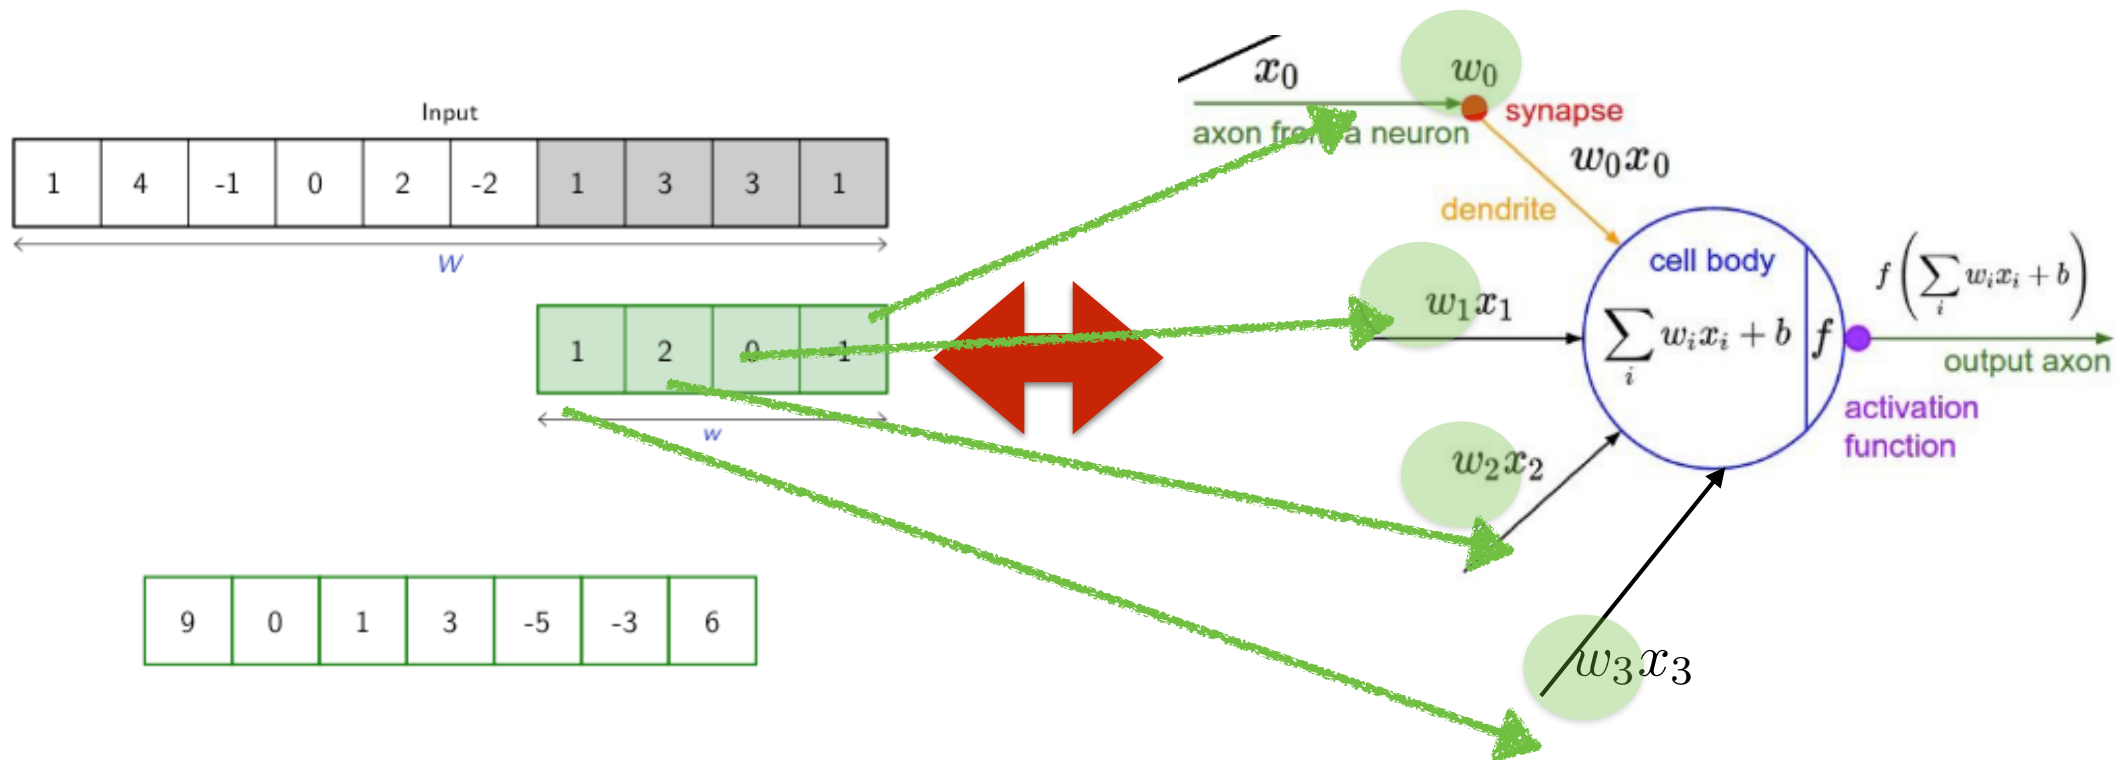 Input
1 4 -1 0 2 -2 1 3 3 1
W
1 2 0 -1
w
9 0 1 3 -5 -3 6
x₀
w₀
synapse
axon from a neuron
w₀x₀
dendrite
cell body
w₁x₁
∑ᵢ wᵢxᵢ + b
f
f(∑ᵢ wᵢxᵢ + b)
output axon
activation
function
w₂x₂
w₃x₃